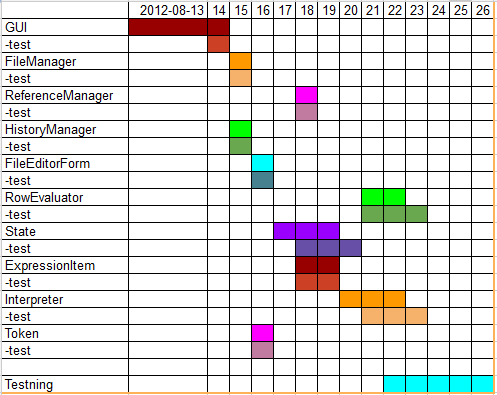 2012-08-13 14 15 16 17 18 19 20 21 22 23 24 25 26
GUI
-test
FileManager
-test
ReferenceManager
-test
HistoryManager
-test
FileEditorForm
-test
RowEvaluator
-test
State
-test
ExpressionItem
-test
Interpreter
-test
Token
-test
Testning